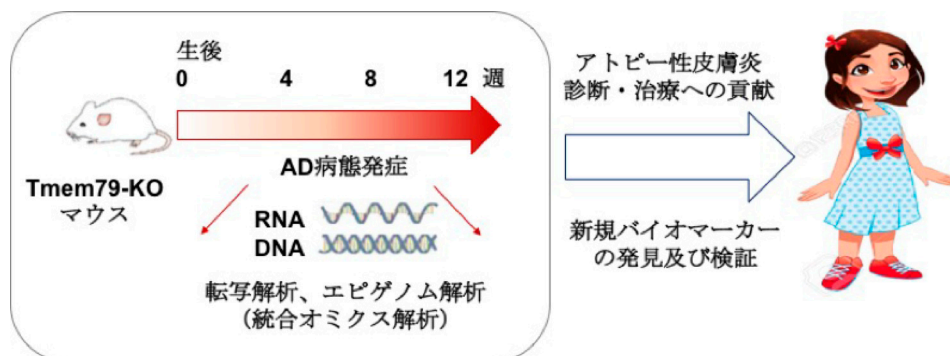 生後
0 4 8 12 週
Tmem79-KO
マウス
AD病態発症
RNA
DNA
転写解析、エピゲノム解析
（統合オミクス解析）
アトピー性皮膚炎
診断・治療への貢献
新規バイオマーカー
の発見及び検証